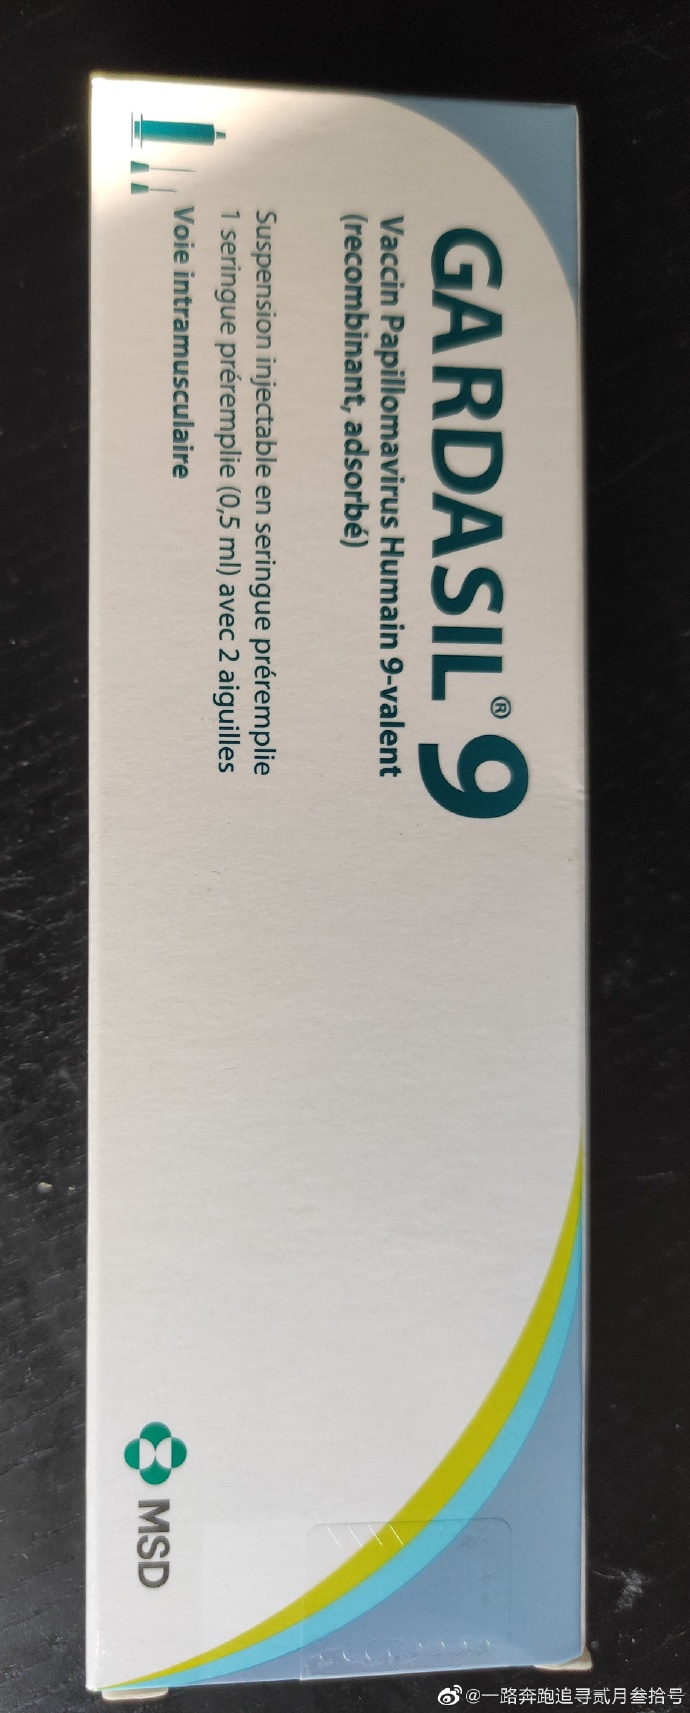 GARDASIL® 9
Vaccin Papillomavirus Humain 9-valent
(recombinant, adsorbé)
Suspension injectable en seringue préremplie
1 seringue préremplie (0,5 ml) avec 2 aiguilles
Voie intramusculaire
MSD
@一路奔跑追寻贰月叁拾号